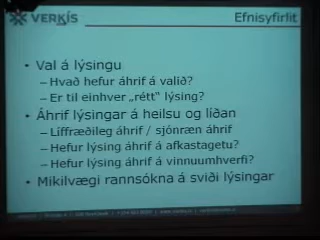 VERKÍS
Efnisyfirlit
• Val á lýsingu
– Hvað hefur áhrif á valið?
– Er til einhver „rétt“ lýsing?
• Áhrif lýsingar á heilsu og líðan
– Líffræðileg áhrif / sjónræn áhrif
– Hefur lýsing áhrif á afkastagetu?
– Hefur lýsing áhrif á vinnuumhverfi?
• Mikilvægi rannsókna á sviði lýsingar